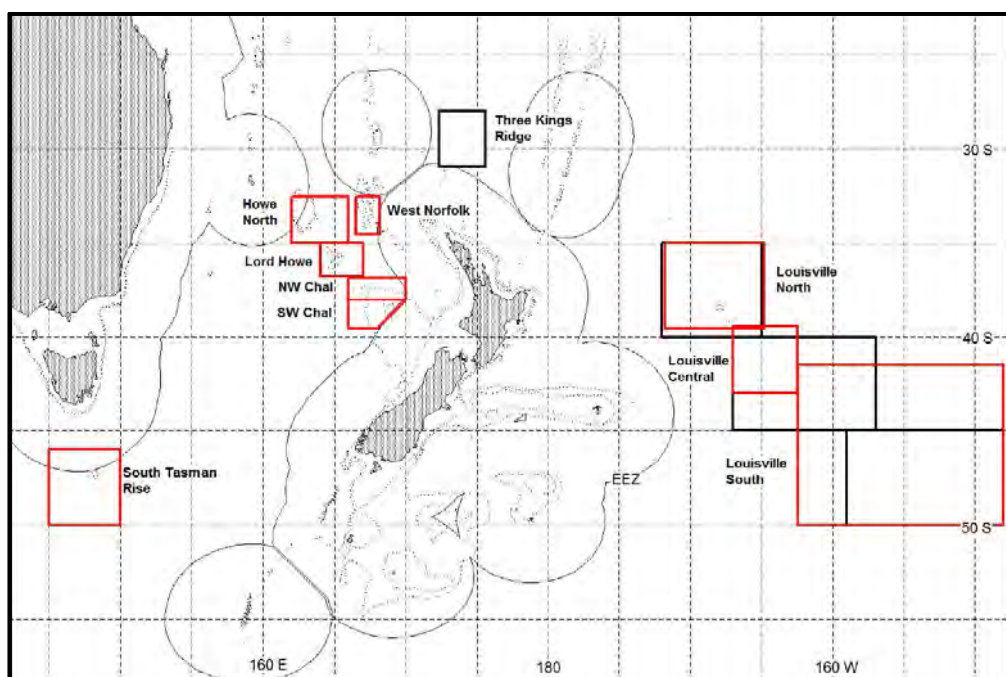 Three Kings
Ridge
30 S
Howe
North
West Norfolk
Lord Howe
NW Chal
SW Chal
Louisville
North
40 S
Louisville
Central
South Tasman
Rise
Louisville
South
EEZ
50 S
160 E
180
160 W